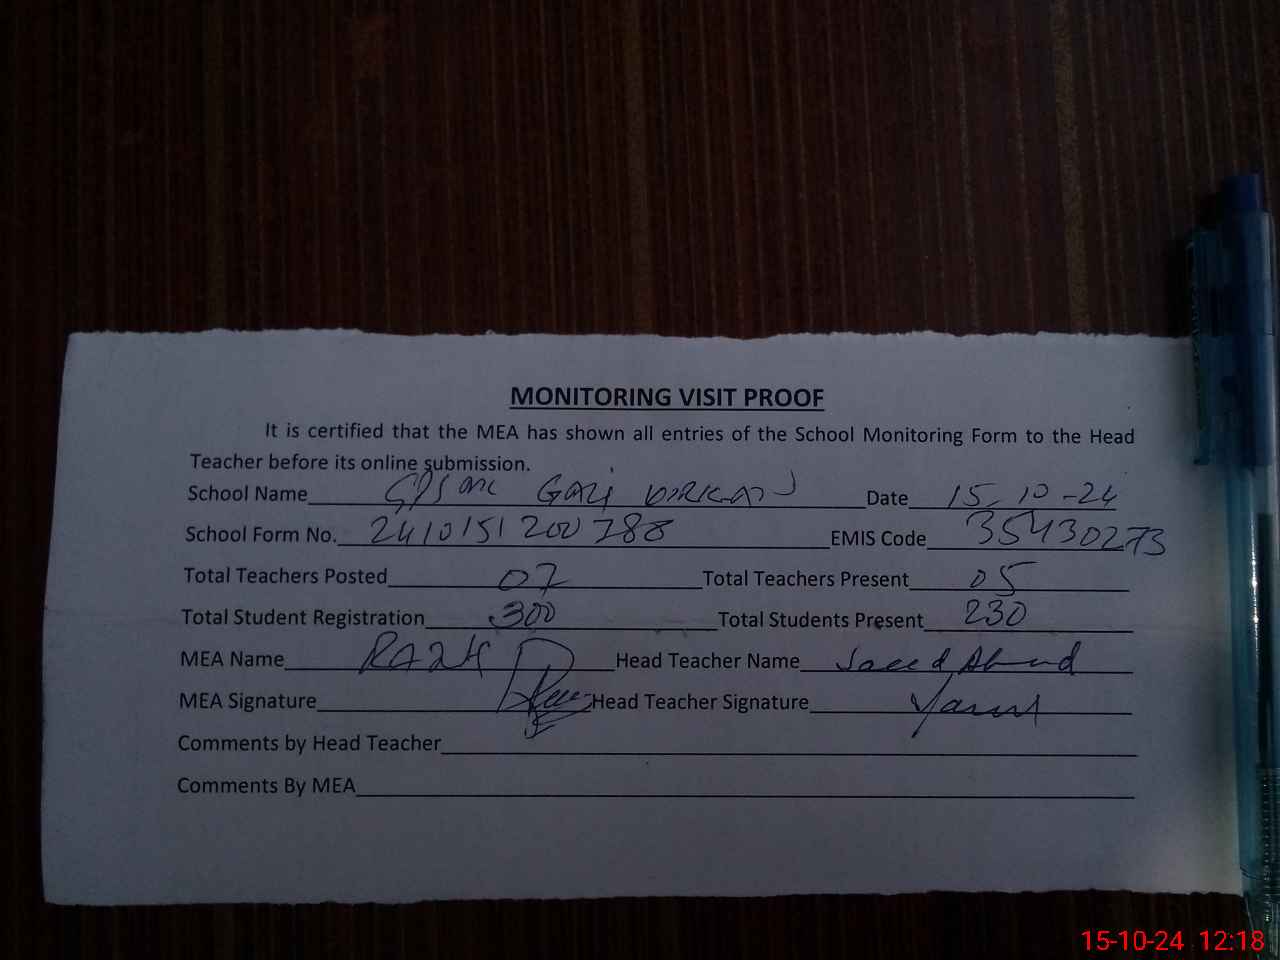 MONITORING VISIT PROOF
It is certified that the MEA has shown all entries of the School Monitoring Form to the Head
Teacher before its online submission.
School Name Date 15-10-24
School Form No. 2410151200788 EMIS Code 35430273
Total Teachers Posted 07 Total Teachers Present 05
Total Student Registration 300 Total Students Present 230
MEA Name Head Teacher Name Saeed Ahmad
MEA Signature Head Teacher Signature
Comments by Head Teacher
Comments By MEA
15-10-24 12:18